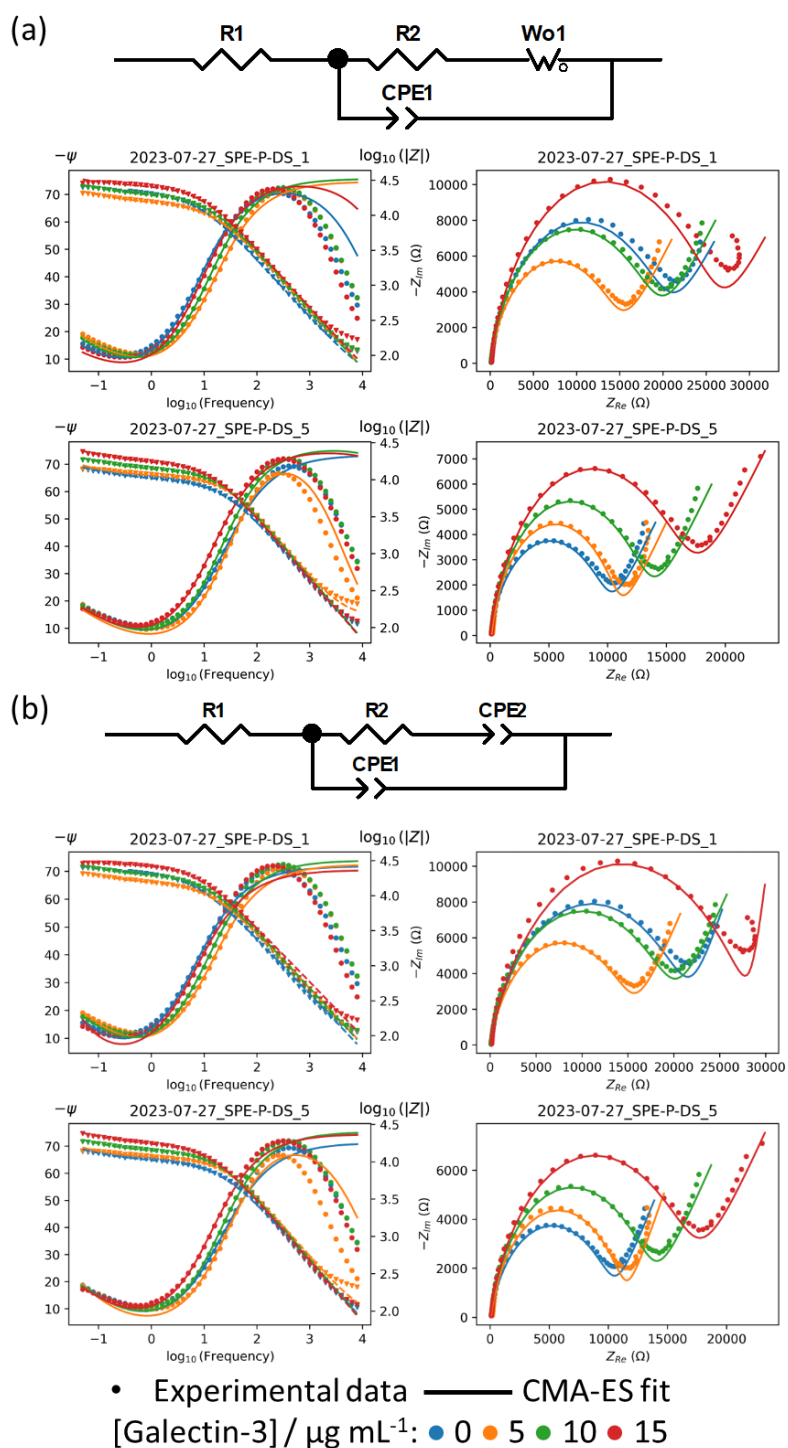 (a)
R1 R2 Wo1
CPE1
−ψ 2023-07-27_SPE-P-DS_1 log₁₀(|Z|) 2023-07-27_SPE-P-DS_1
70 60 50 40 30 20 10
4.5 4.0 3.5 3.0 2.5 2.0
−1 0 1 2 3 4
log₁₀(Frequency)
−Z_Im (Ω)
10000 8000 6000 4000 2000 0
0 5000 10000 15000 20000 25000 30000
Z_Re (Ω)
−ψ 2023-07-27_SPE-P-DS_5 log₁₀(|Z|) 2023-07-27_SPE-P-DS_5
70 60 50 40 30 20 10
4.5 4.0 3.5 3.0 2.5 2.0
−1 0 1 2 3 4
log₁₀(Frequency)
−Z_Im (Ω)
7000 6000 5000 4000 3000 2000 1000 0
0 5000 10000 15000 20000
Z_Re (Ω)
(b)
R1 R2 CPE2
CPE1
−ψ 2023-07-27_SPE-P-DS_1 log₁₀(|Z|) 2023-07-27_SPE-P-DS_1
70 60 50 40 30 20 10
4.5 4.0 3.5 3.0 2.5 2.0
−1 0 1 2 3 4
log₁₀(Frequency)
−Z_Im (Ω)
10000 8000 6000 4000 2000 0
0 5000 10000 15000 20000 25000 30000
Z_Re (Ω)
−ψ 2023-07-27_SPE-P-DS_5 log₁₀(|Z|) 2023-07-27_SPE-P-DS_5
70 60 50 40 30 20 10
4.5 4.0 3.5 3.0 2.5 2.0
−1 0 1 2 3 4
log₁₀(Frequency)
−Z_Im (Ω)
6000 4000 2000 0
0 5000 10000 15000 20000
Z_Re (Ω)
• Experimental data — CMA-ES fit
[Galectin-3] / µg mL⁻¹: 0 5 10 15